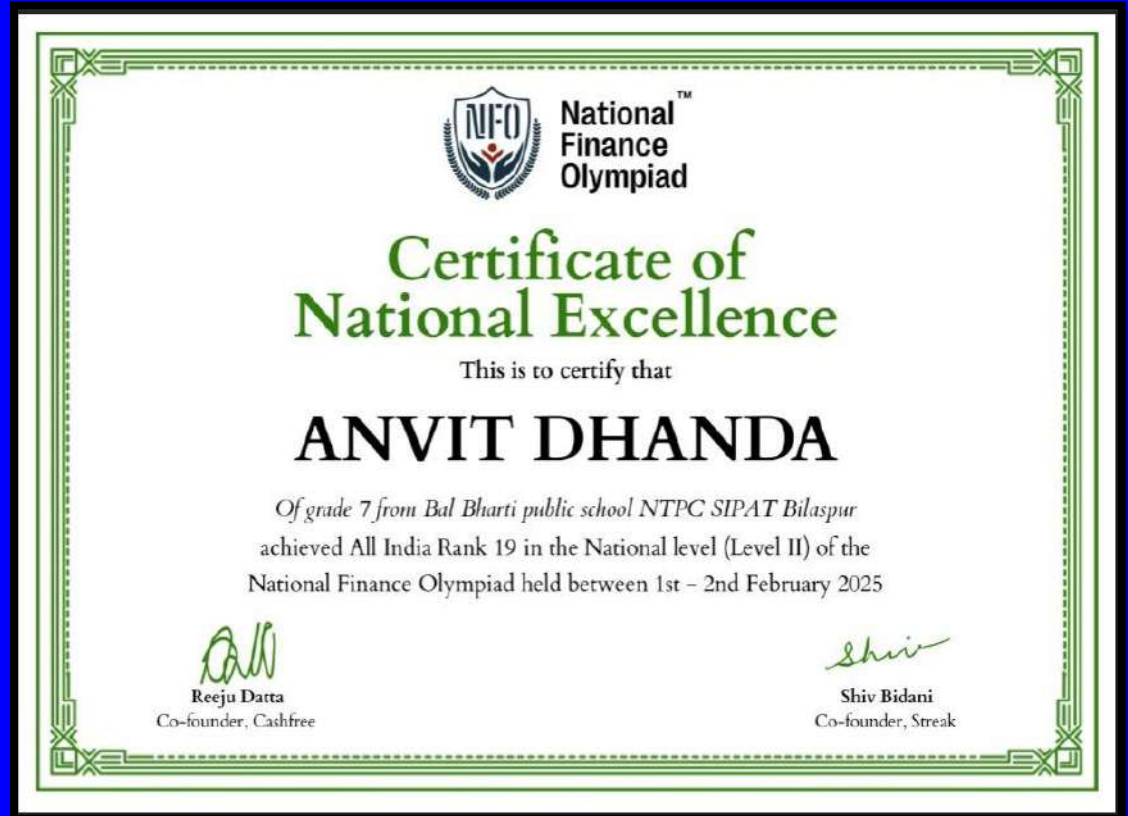 NFO
National™
Finance
Olympiad
Certificate of
National Excellence
This is to certify that
ANVIT DHANDA
Of grade 7 from Bal Bharti public school NTPC SIPAT Bilaspur
achieved All India Rank 19 in the National level (Level II) of the
National Finance Olympiad held between 1st – 2nd February 2025
Shiv
Reeju Datta
Co-founder, Cashfree
Shiv Bidani
Co-founder, Streak